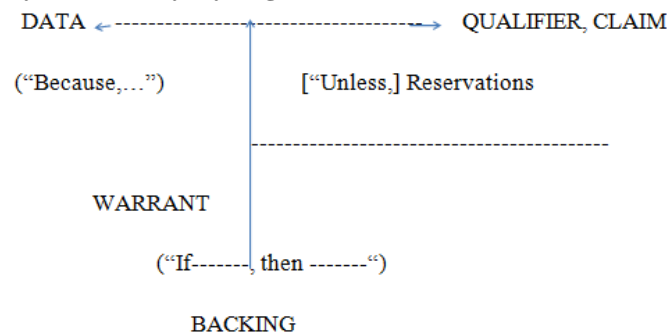 DATA ---------------------------------- QUALIFIER, CLAIM
(“Because,…”) [“Unless,] Reservations
------------------------------------------
WARRANT
(“If-------, then -------“)
BACKING